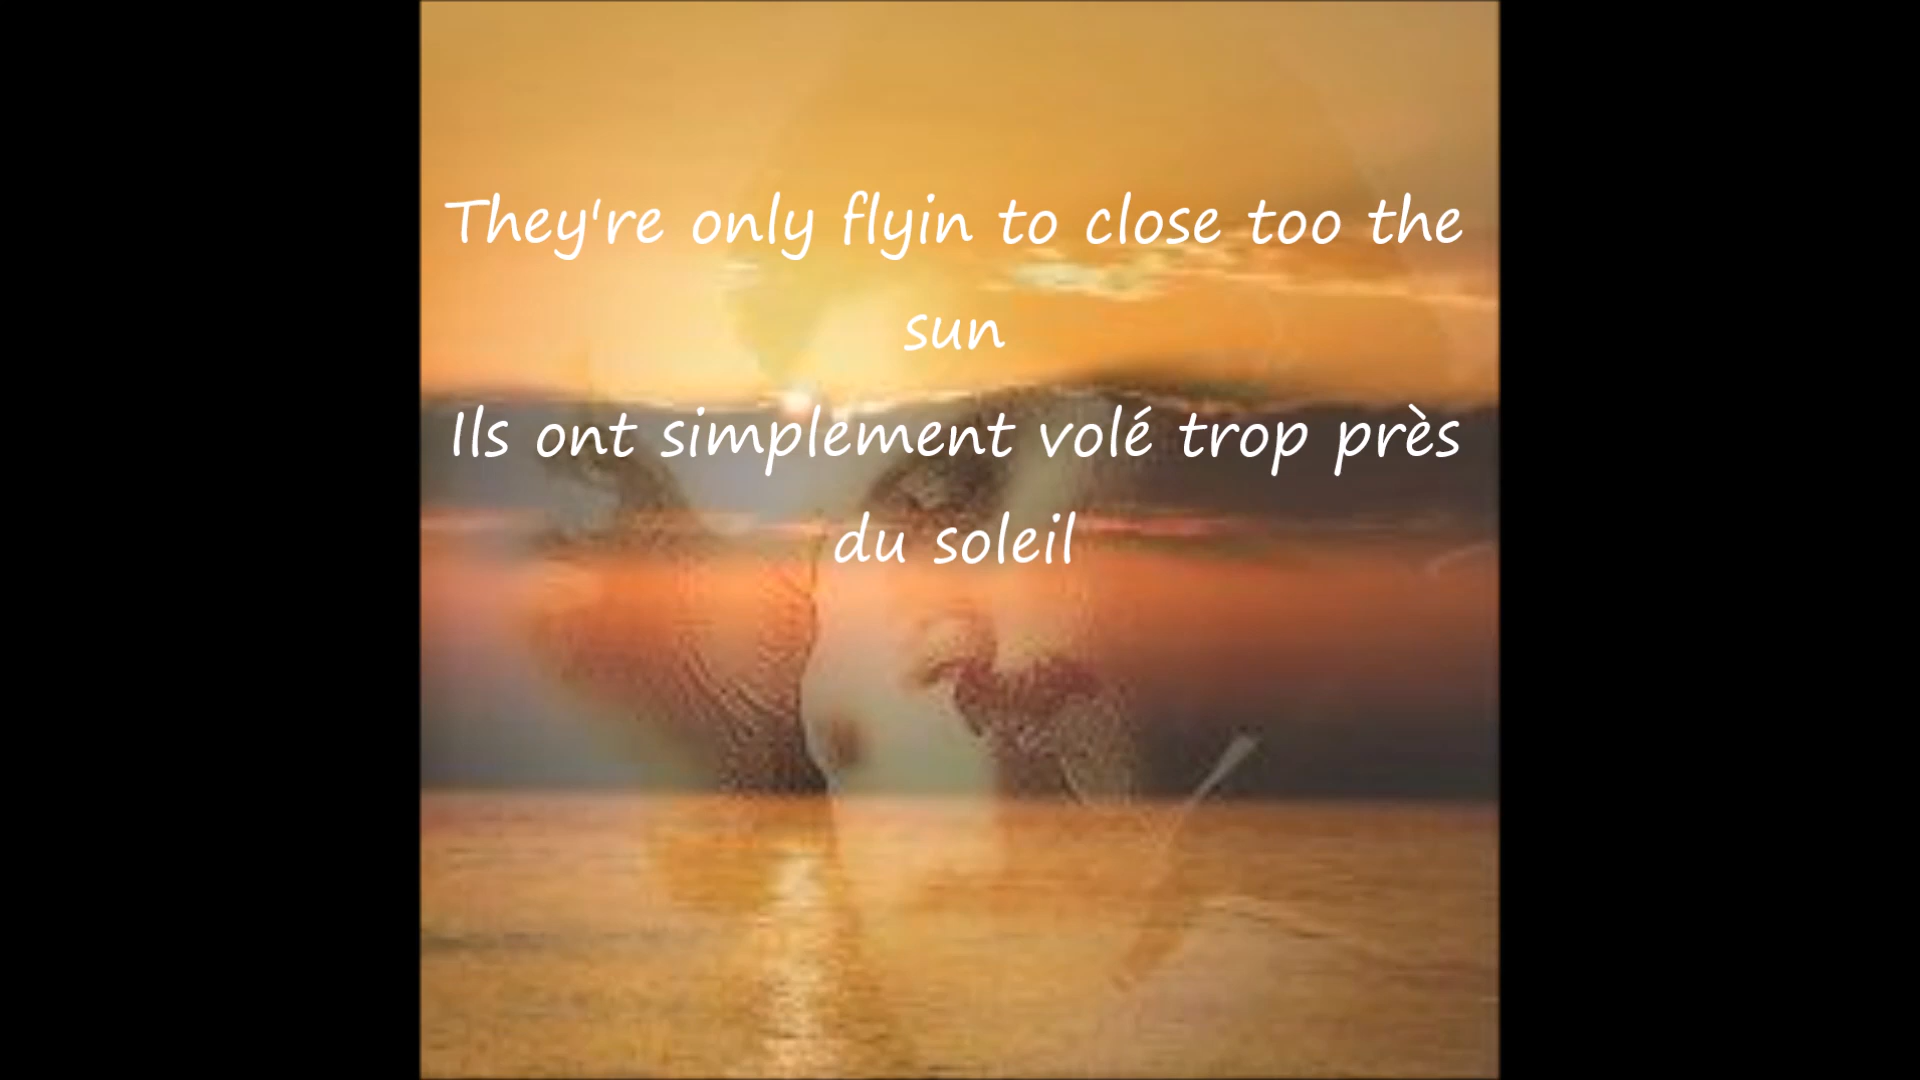 They're only flyin to close too the
sun
Ils ont simplement volé trop près
du soleil